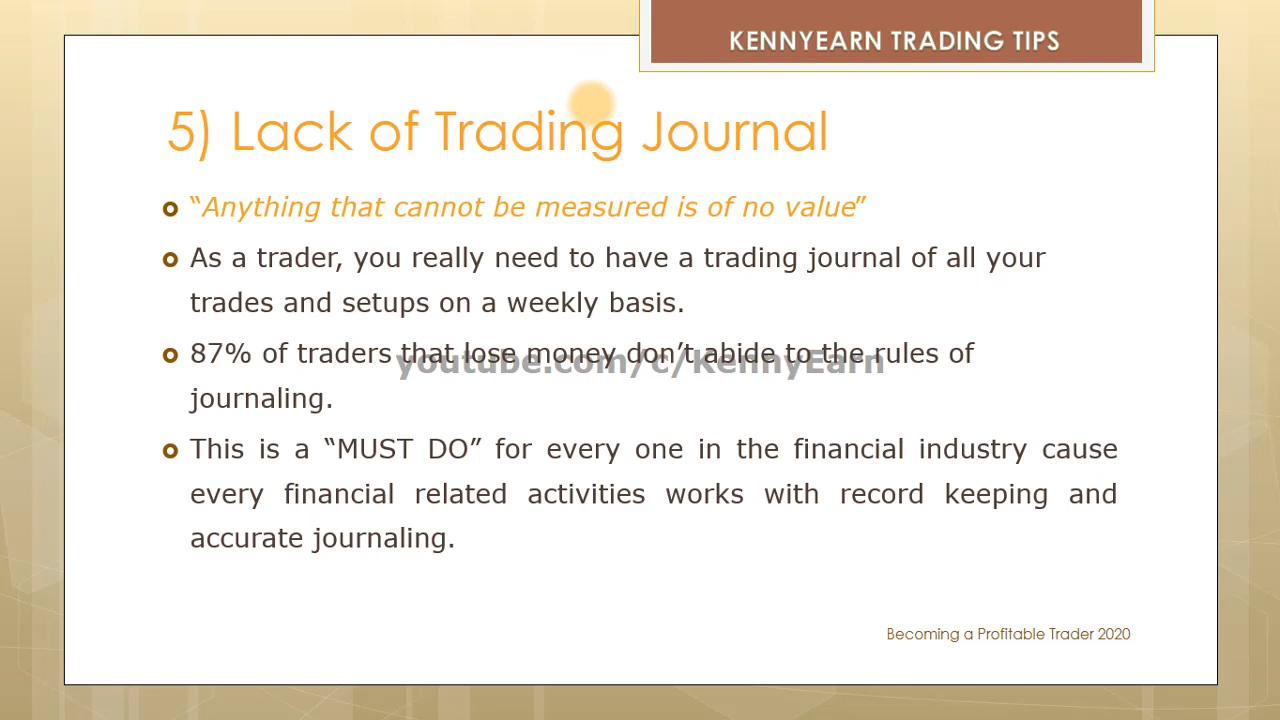 KENNYEARN TRADING TIPS
5) Lack of Trading Journal
“Anything that cannot be measured is of no value”
As a trader, you really need to have a trading journal of all your
trades and setups on a weekly basis.
87% of traders that lose money don’t abide to the rules of
youtube.com/c/KennyEarn
journaling.
This is a “MUST DO” for every one in the financial industry cause
every financial related activities works with record keeping and
accurate journaling.
Becoming a Profitable Trader 2020